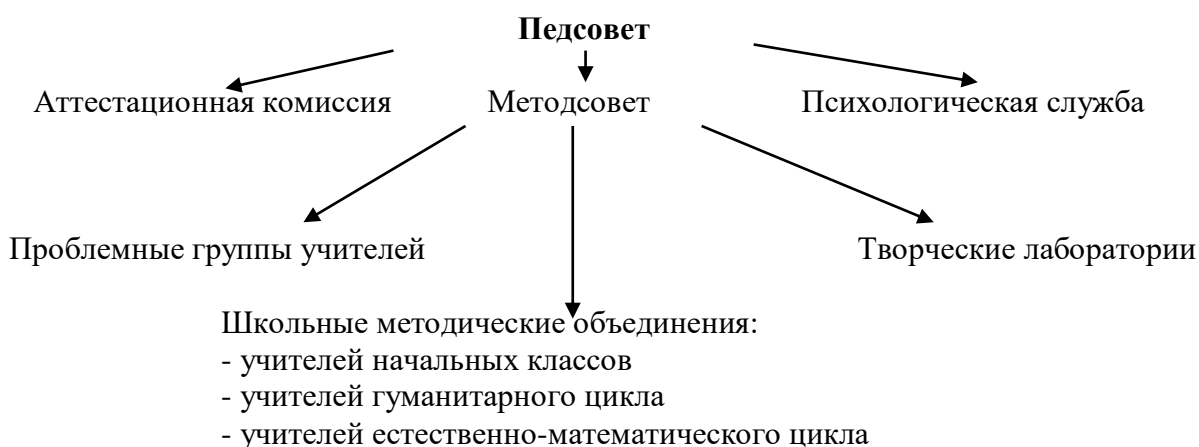 Педсовет
Аттестационная комиссия
Методсовет
Психологическая служба
Проблемные группы учителей
Творческие лаборатории
Школьные методические объединения:
- учителей начальных классов
- учителей гуманитарного цикла
- учителей естественно-математического цикла